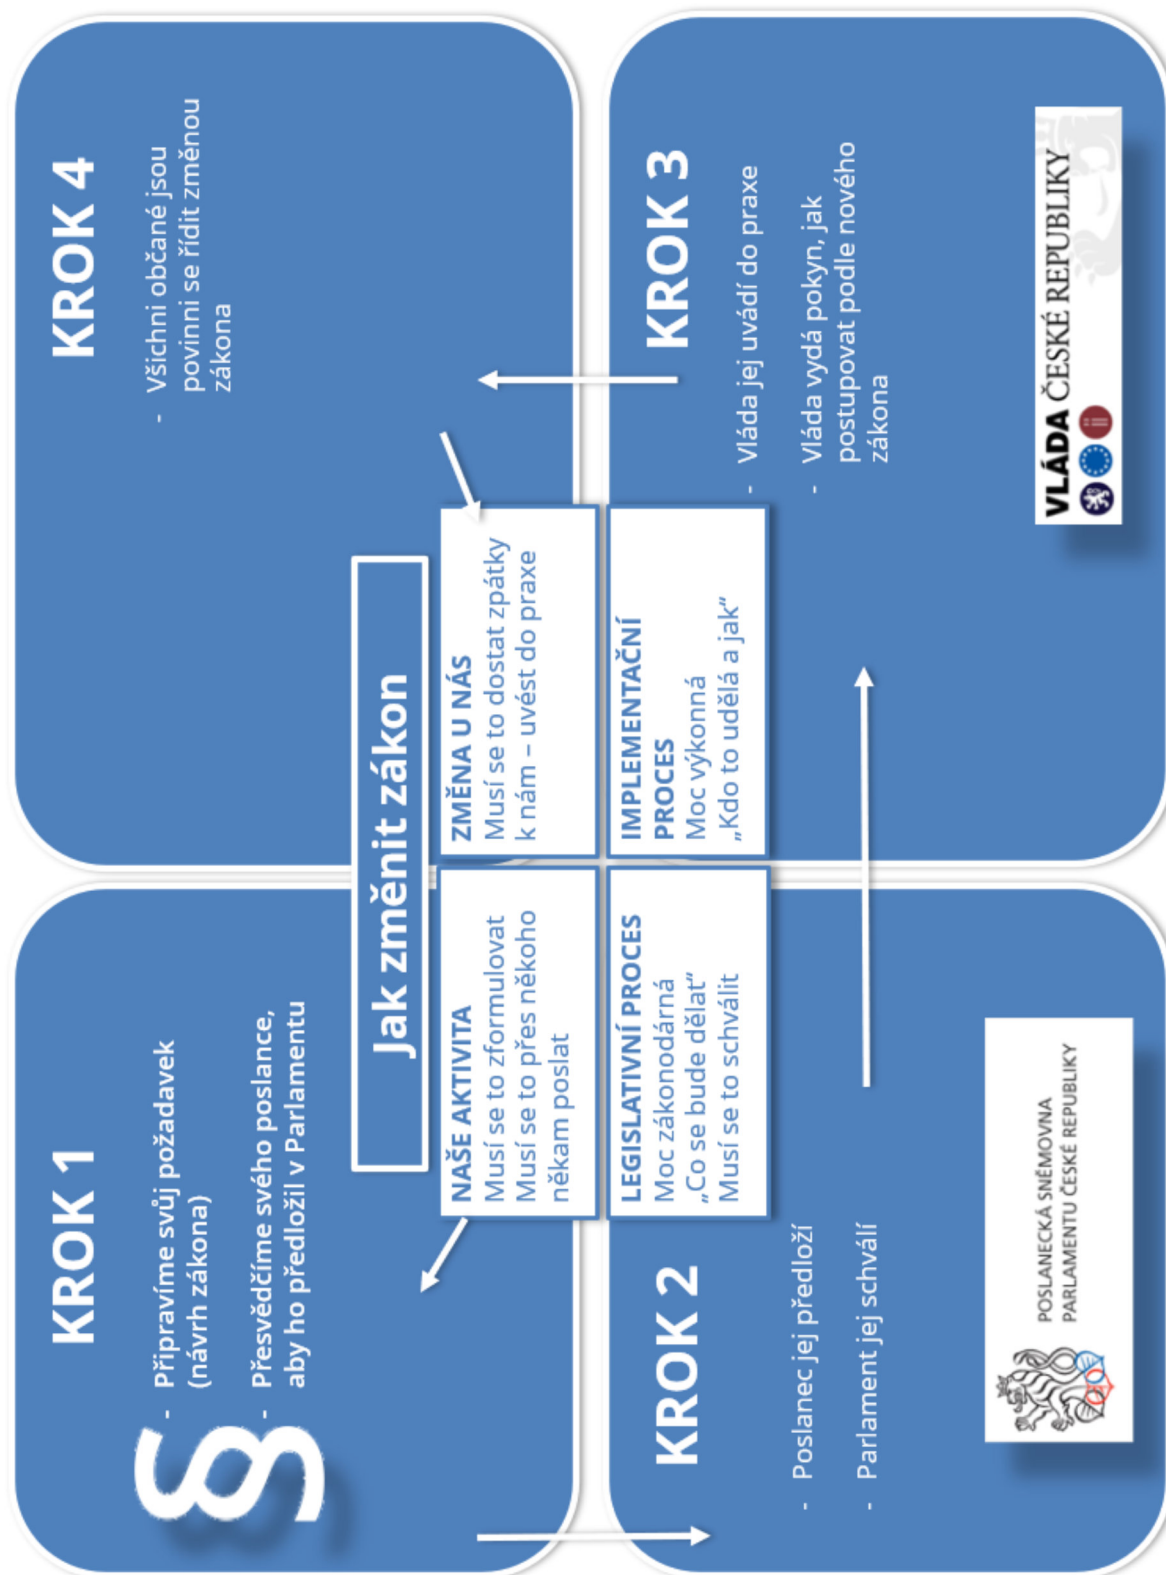 Jak změnit zákon
KROK 1
§
- Připravíme svůj požadavek
(návrh zákona)
- Přesvědčíme svého poslance,
aby ho předložil v Parlamentu
NAŠE AKTIVITA
Musí se to zformulovat
Musí se to přes někoho
někam poslat
KROK 2
- Poslanec jej předloží
- Parlament jej schválí
LEGISLATIVNÍ PROCES
Moc zákonodárná
„Co se bude dělat“
Musí se to schválit
POSLANECKÁ SNĚMOVNA
PARLAMENTU ČESKÉ REPUBLIKY
KROK 3
- Vláda jej uvádí do praxe
- Vláda vydá pokyn, jak
postupovat podle nového
zákona
IMPLEMENTAČNÍ
PROCES
Moc výkonná
„Kdo to udělá a jak“
VLÁDA ČESKÉ REPUBLIKY
KROK 4
- Všichni občané jsou
povinni se řídit změnou
zákona
ZMĚNA U NÁS
Musí se to dostat zpátky
k nám – uvést do praxe